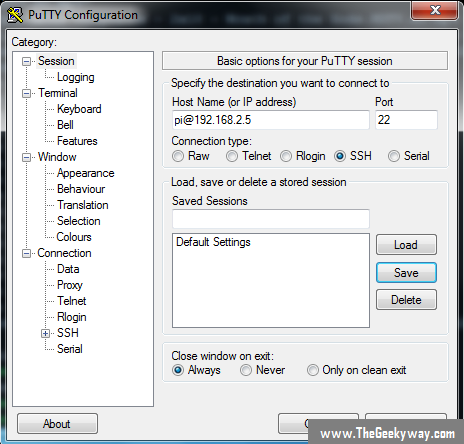 PuTTY Configuration
Category:
Session
Logging
Terminal
Keyboard
Bell
Features
Window
Appearance
Behaviour
Translation
Selection
Colours
Connection
Data
Proxy
Telnet
Rlogin
SSH
Serial
Basic options for your PuTTY session
Specify the destination you want to connect to
Host Name (or IP address) Port
pi@192.168.2.5 22
Connection type:
Raw Telnet Rlogin SSH Serial
Load, save or delete a stored session
Saved Sessions
Default Settings
Load
Save
Delete
Close window on exit:
Always Never Only on clean exit
About
www.TheGeekyway.com